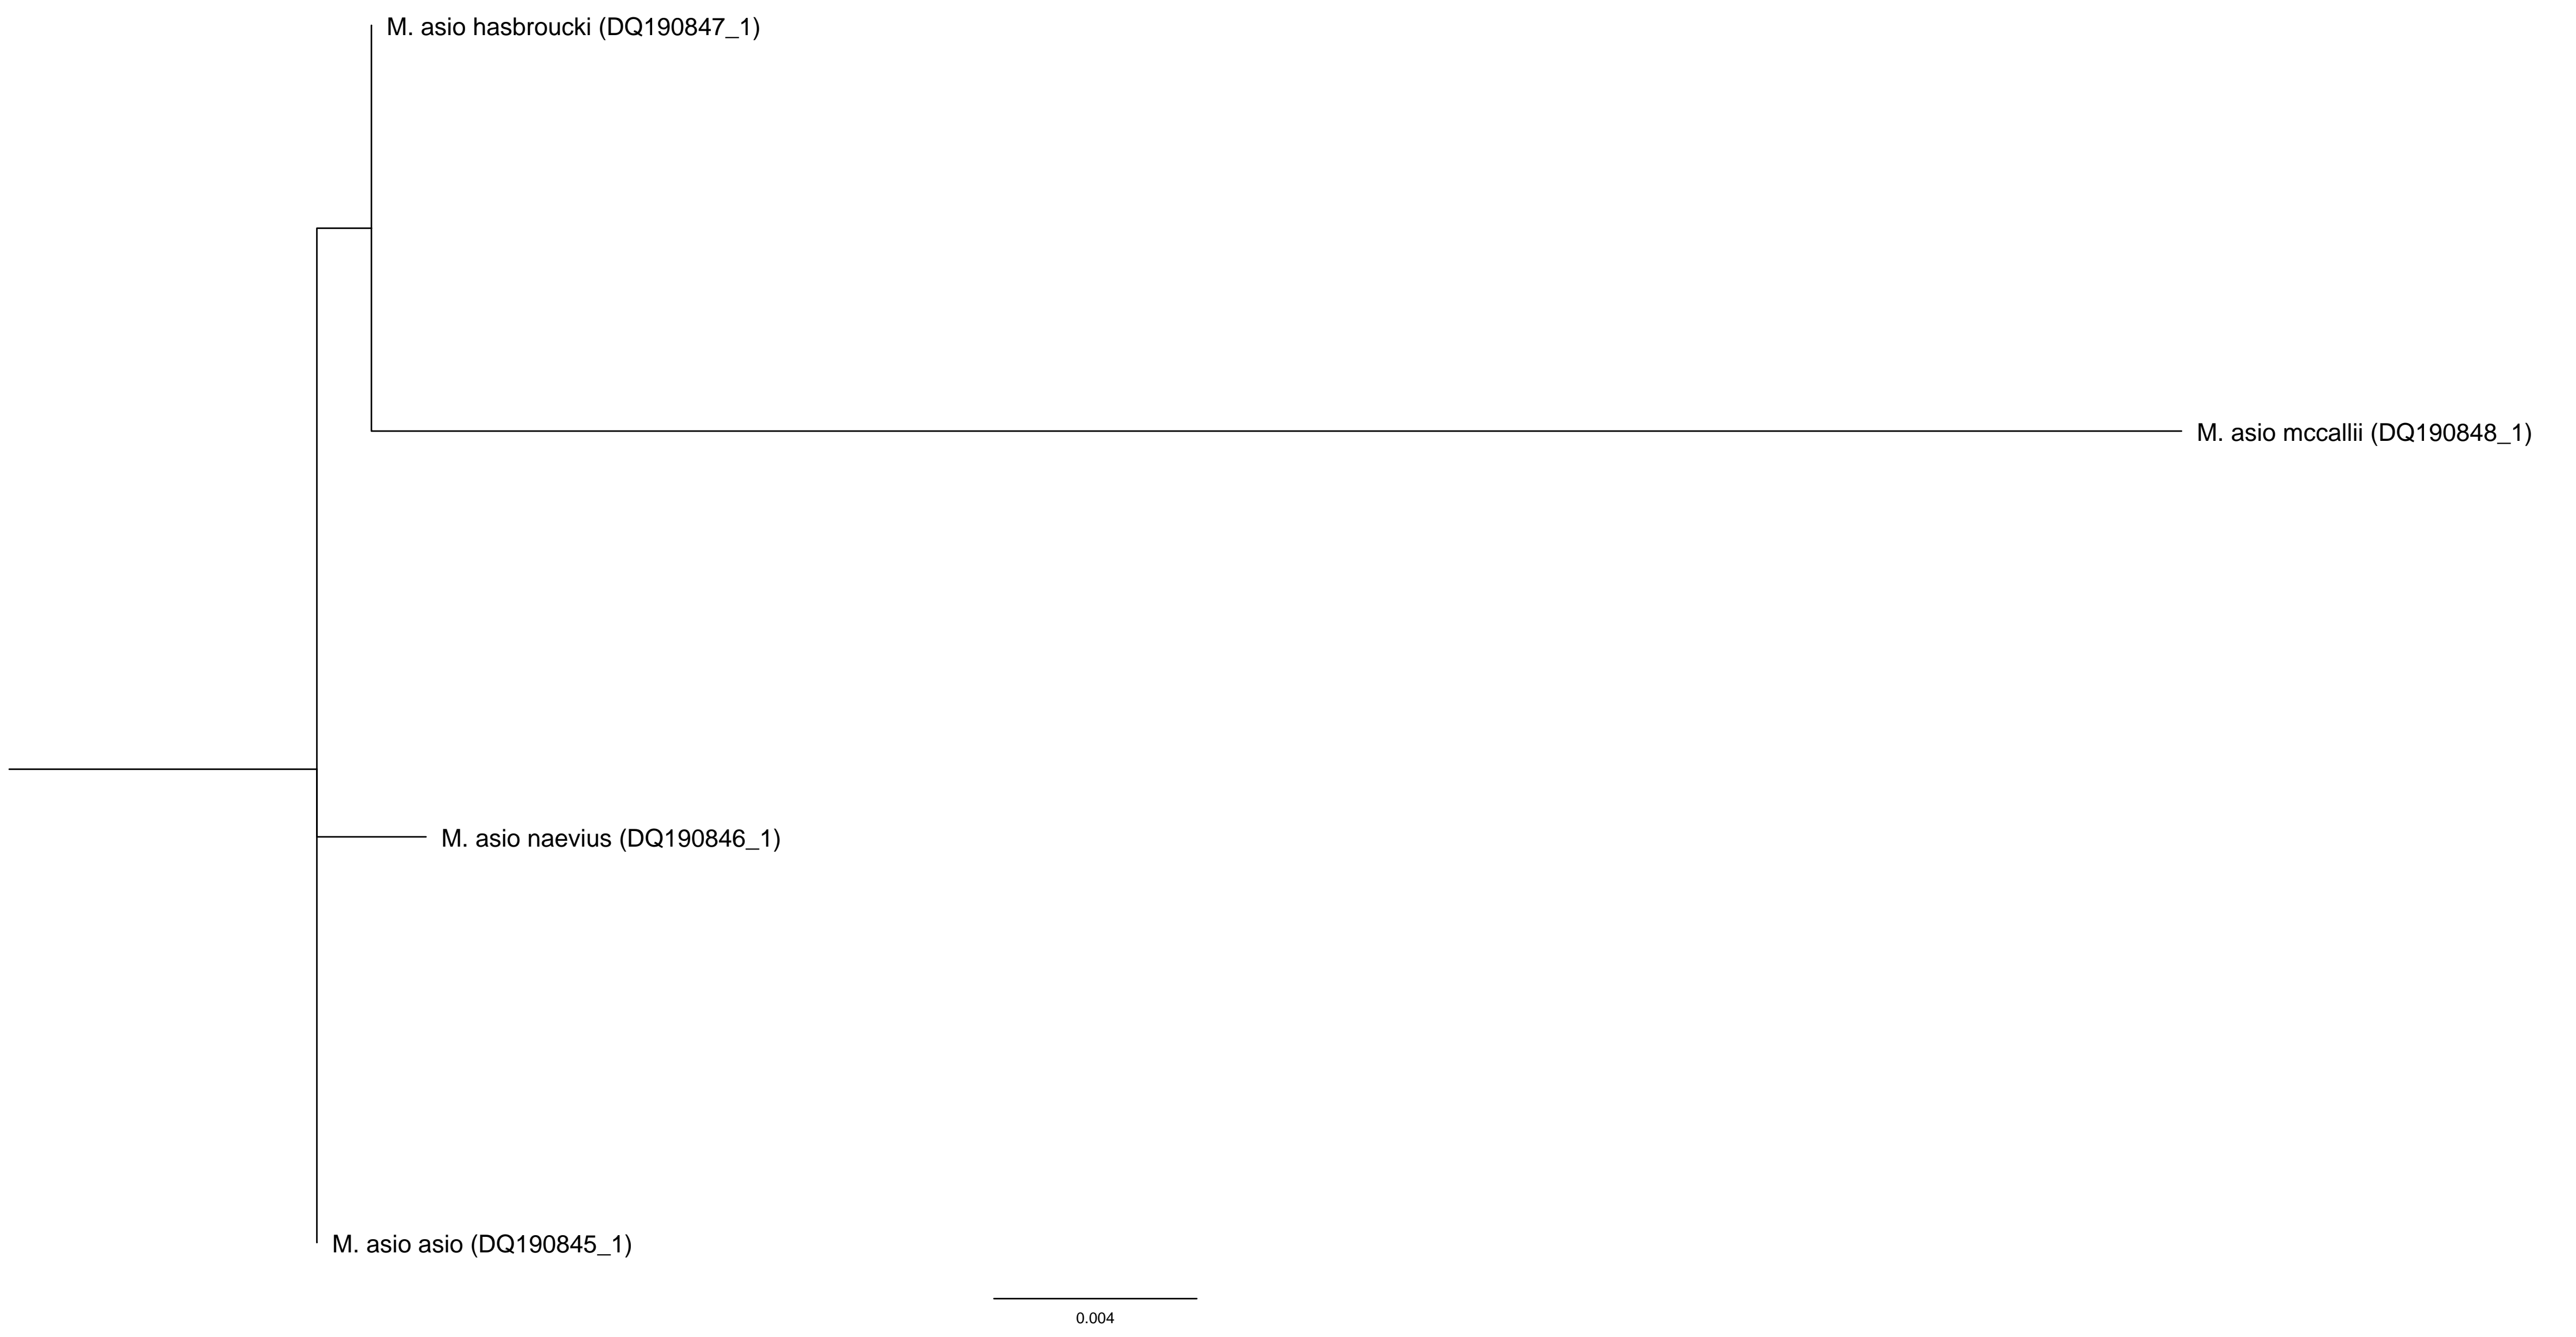 M. asio hasbroucki (DQ190847_1)
M. asio mccallii (DQ190848_1)
M. asio naevius (DQ190846_1)
M. asio asio (DQ190845_1)
0.004